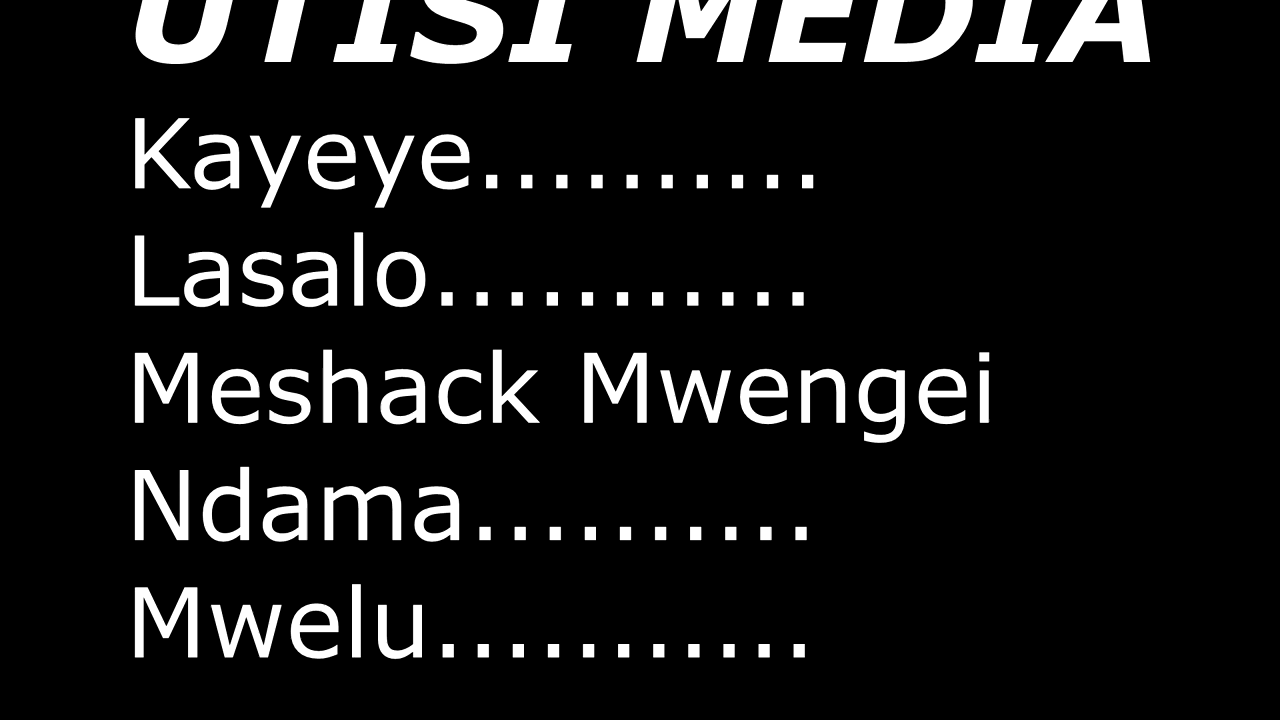 UTISI MEDIA
Kayeye..........
Lasalo...........
Meshack Mwengei
Ndama..........
Mwelu...........